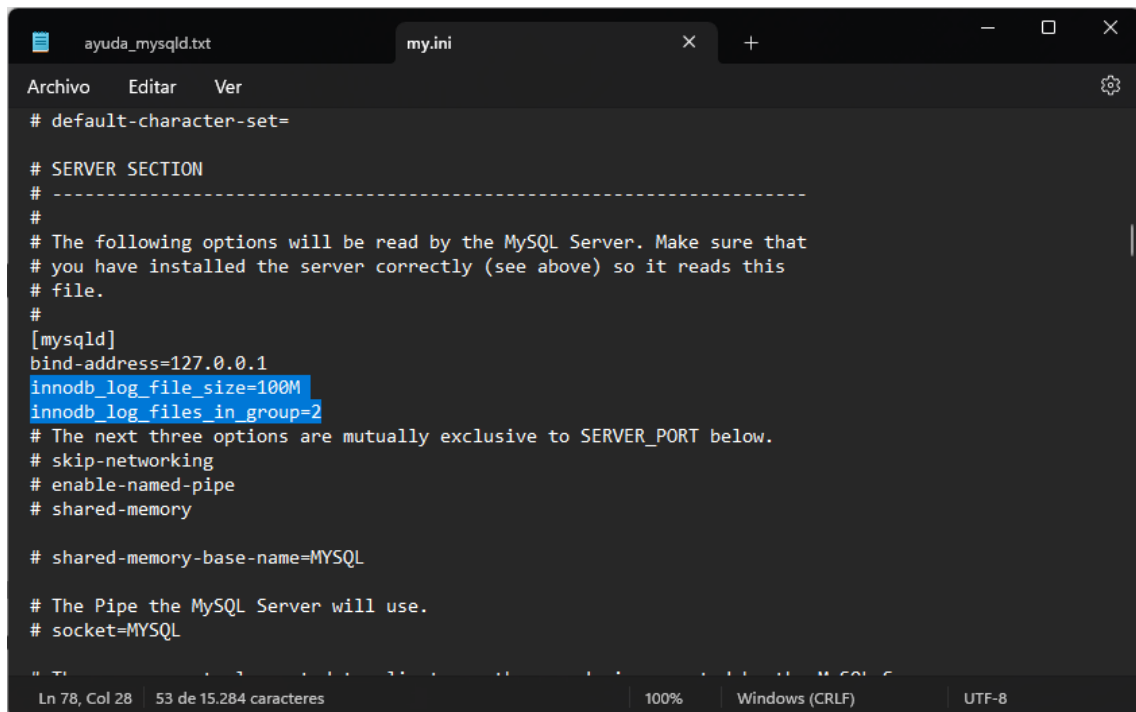 ayuda_mysqld.txt
my.ini
Archivo Editar Ver
# default-character-set=
# SERVER SECTION
# ----------------------------------------------------------------------
#
# The following options will be read by the MySQL Server. Make sure that
# you have installed the server correctly (see above) so it reads this
# file.
#
[mysqld]
bind-address=127.0.0.1
innodb_log_file_size=100M
innodb_log_files_in_group=2
# The next three options are mutually exclusive to SERVER_PORT below.
# skip-networking
# enable-named-pipe
# shared-memory
# shared-memory-base-name=MYSQL
# The Pipe the MySQL Server will use.
# socket=MYSQL
Ln 78, Col 28 53 de 15.284 caracteres 100% Windows (CRLF) UTF-8